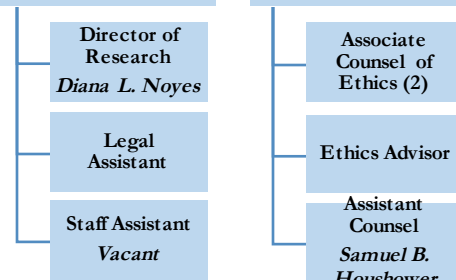 Director of
Research
Diana L. Noyes
Legal
Assistant
Staff Assistant
Vacant
Associate
Counsel of
Ethics (2)
Ethics Advisor
Assistant
Counsel
Samuel B.
Houshower